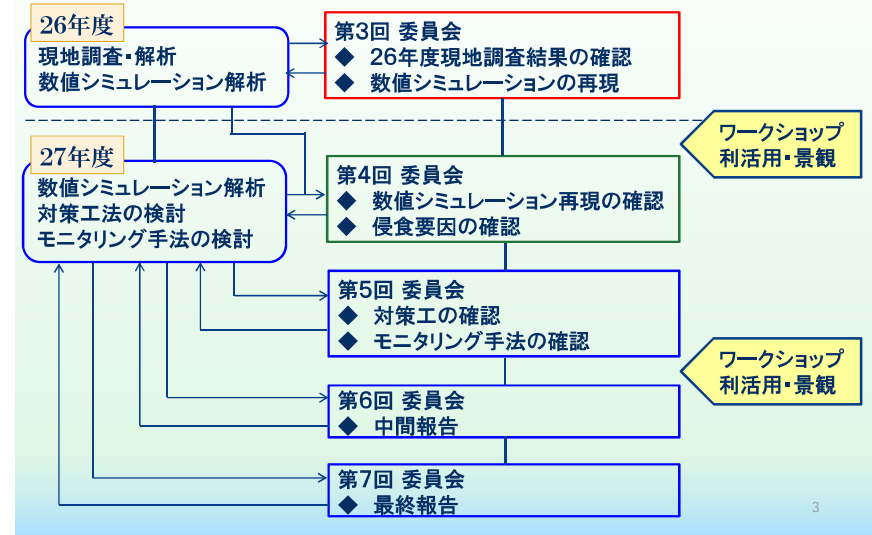 26年度
現地調査・解析
数値シミュレーション解析
第3回 委員会
◆ 26年度現地調査結果の確認
◆ 数値シミュレーションの再現
ワークショップ
利活用・景観
27年度
数値シミュレーション解析
対策工法の検討
モニタリング手法の検討
第4回 委員会
◆ 数値シミュレーション再現の確認
◆ 侵食要因の確認
第5回 委員会
◆ 対策工の確認
◆ モニタリング手法の確認
ワークショップ
利活用・景観
第6回 委員会
◆ 中間報告
第7回 委員会
◆ 最終報告
3